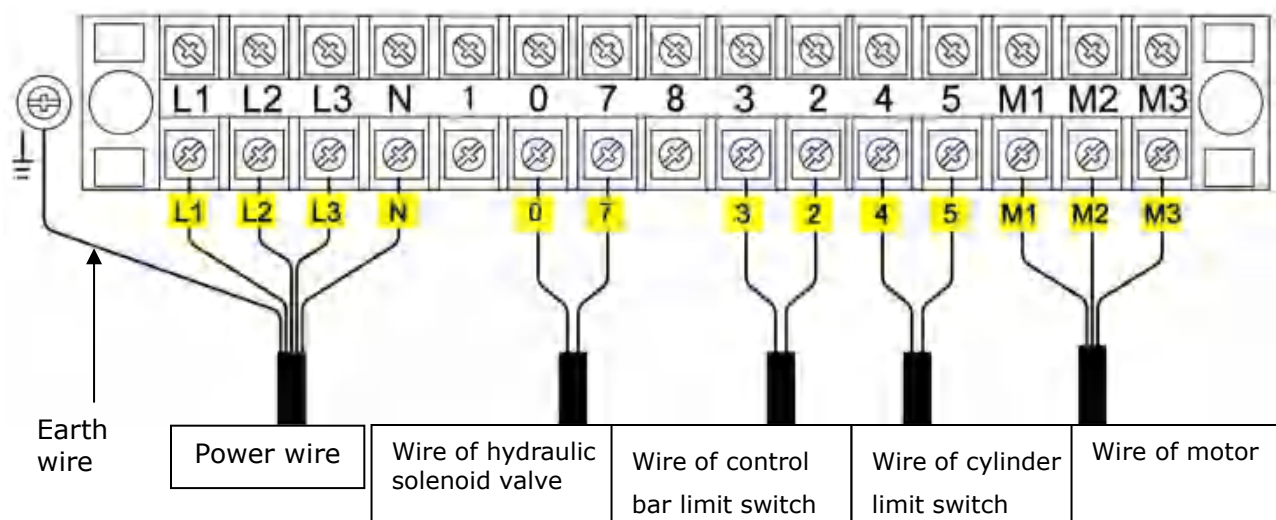 L1 L2 L3 N 1 0 7 8 3 2 4 5 M1 M2 M3
L1 L2 L3 N 0 7 3 2 4 5 M1 M2 M3
Earth
wire
Power wire
Wire of hydraulic
solenoid valve
Wire of control
bar limit switch
Wire of cylinder
limit switch
Wire of motor